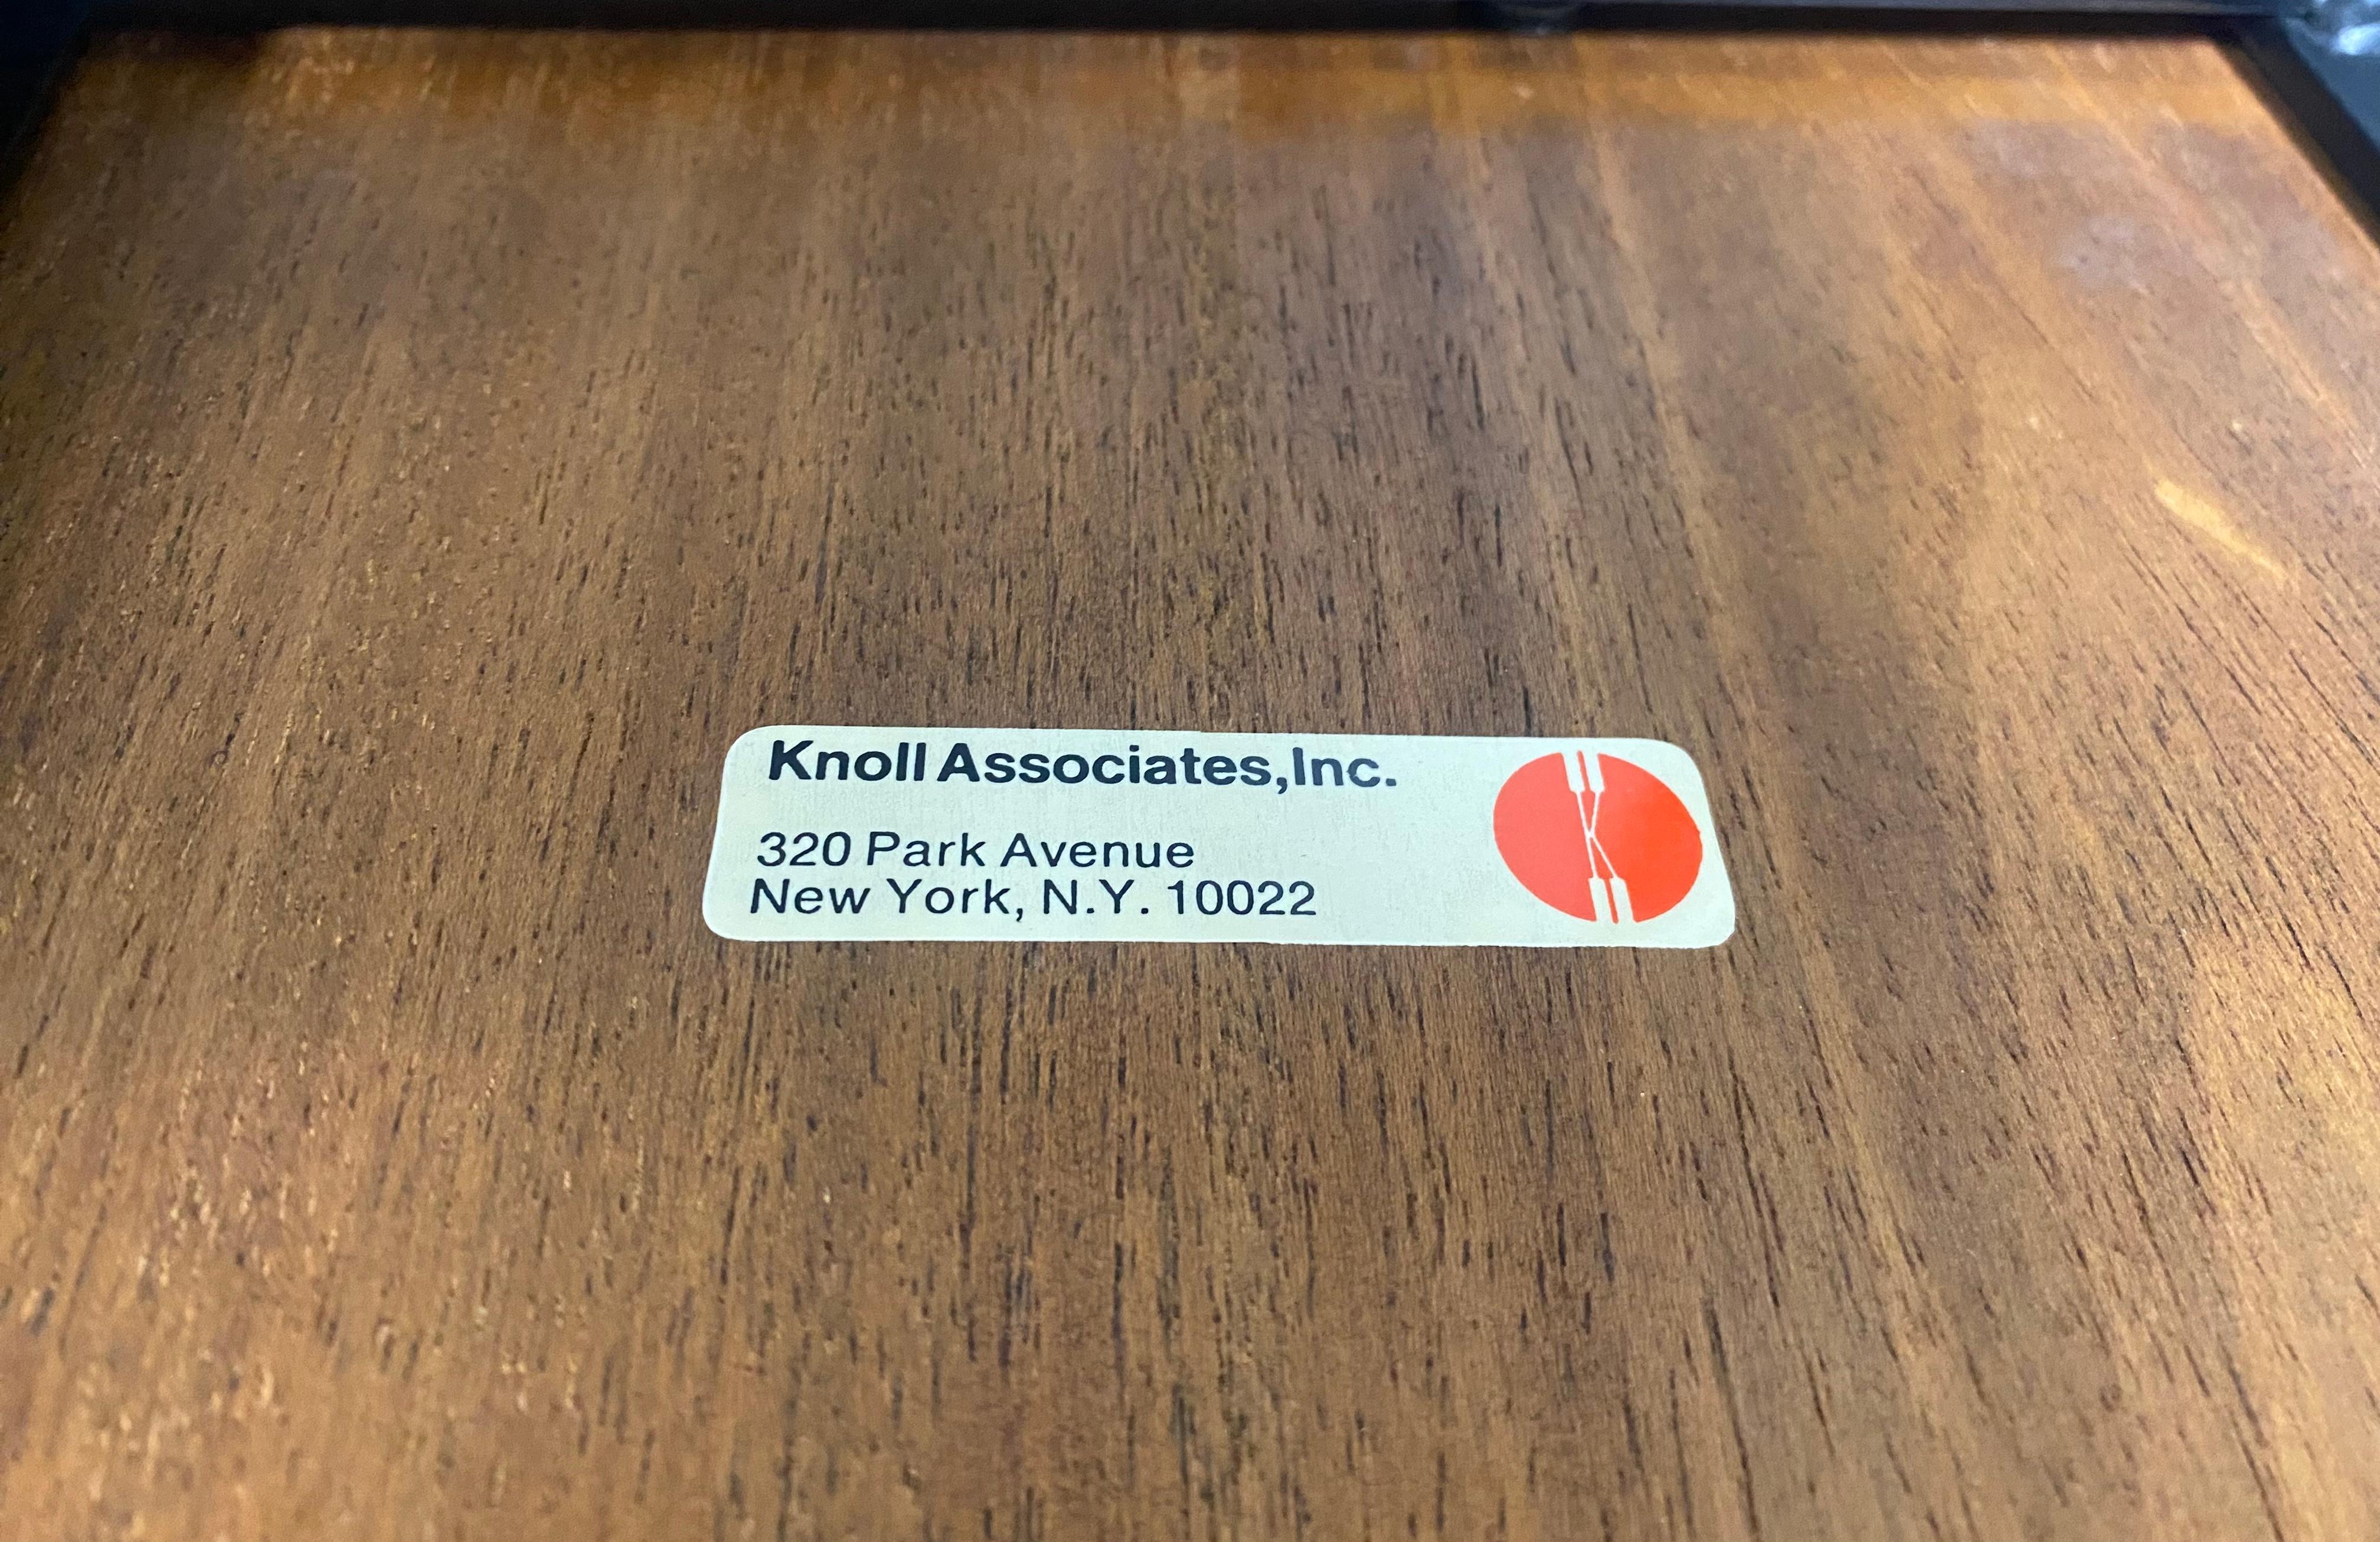 Knoll Associates, Inc.
320 Park Avenue
New York, N.Y. 10022
K